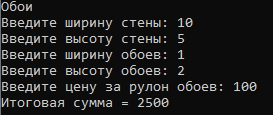 Обои
Введите ширину стены: 10
Введите высоту стены: 5
Введите ширину обоев: 1
Введите высоту обоев: 2
Введите цену за рулон обоев: 100
Итоговая сумма = 2500